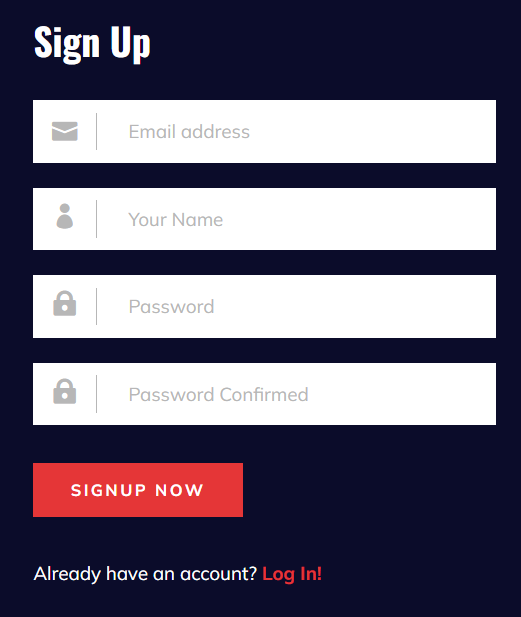 Sign Up
Email address
Your Name
Password
Password Confirmed
SIGNUP NOW
Already have an account? Log In!